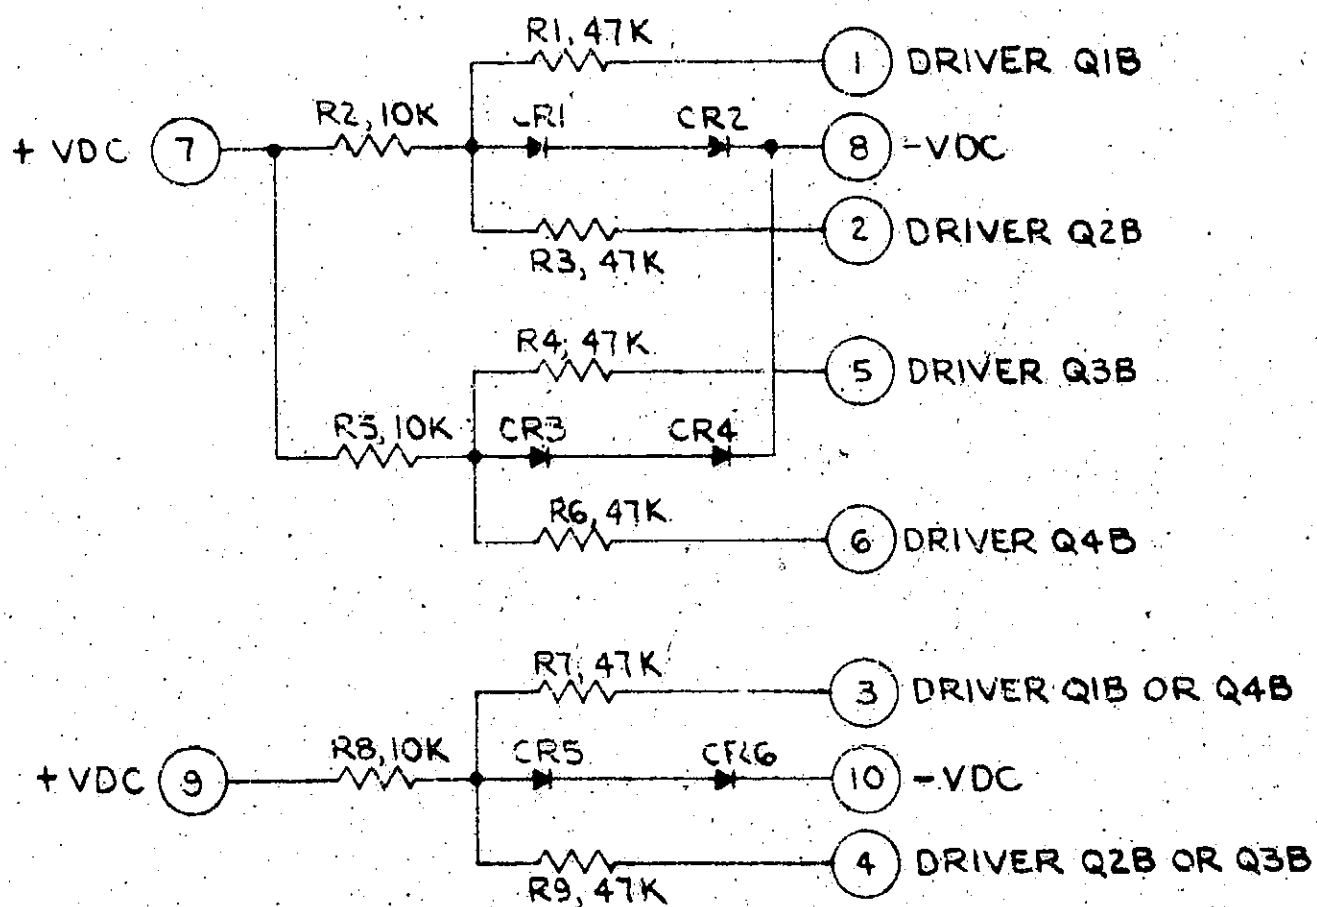 R1, 47K
1 DRIVER Q1B
R2, 10K CR1 CR2
+ VDC 7 8 -VDC
2 DRIVER Q2B
R3, 47K
R4, 47K
5 DRIVER Q3B
R5, 10K CR3 CR4
R6, 47K
6 DRIVER Q4B
R7, 47K
3 DRIVER Q1B OR Q4B
R8, 10K CR5 CR6
+ VDC 9 10 -VDC
4 DRIVER Q2B OR Q3B
R9, 47K